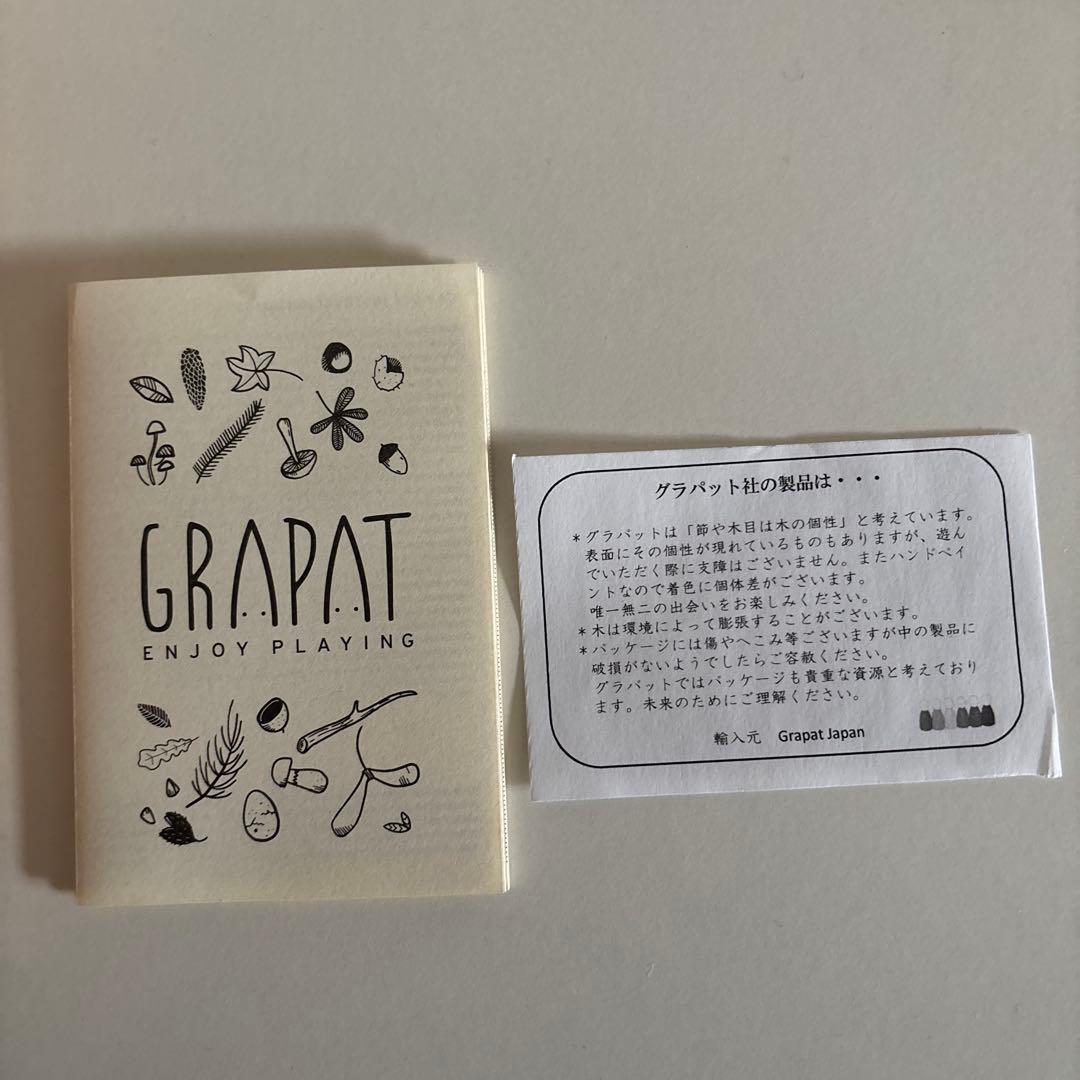 GRAPAT
ENJOY PLAYING
グラパット社の製品は・・・
*グラパットは「節や木目は木の個性」と考えています。
表面にその個性が現れているものもありますが、遊ん
でいただく際に支障はございません。またハンドペイ
ントなので着色に個体差がございます。
唯一無二の出会いをお楽しみください。
*木は環境によって膨張することがございます。
*パッケージには傷やへこみ等ございますが中の製品に
破損がないようでしたらご容赦ください。
グラパットではパッケージも貴重な資源と考えており
ます。未来のためにご理解ください。
輸入元 Grapat Japan